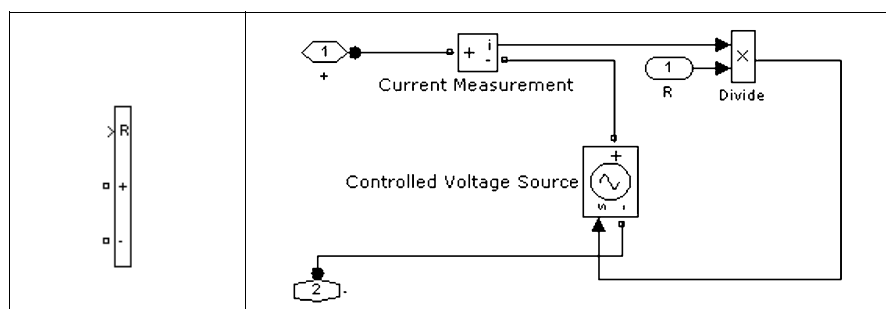 R
+
-
1
+
+
i
-
Current Measurement
1
R
×
Divide
Controlled Voltage Source
+
s
-
2
-